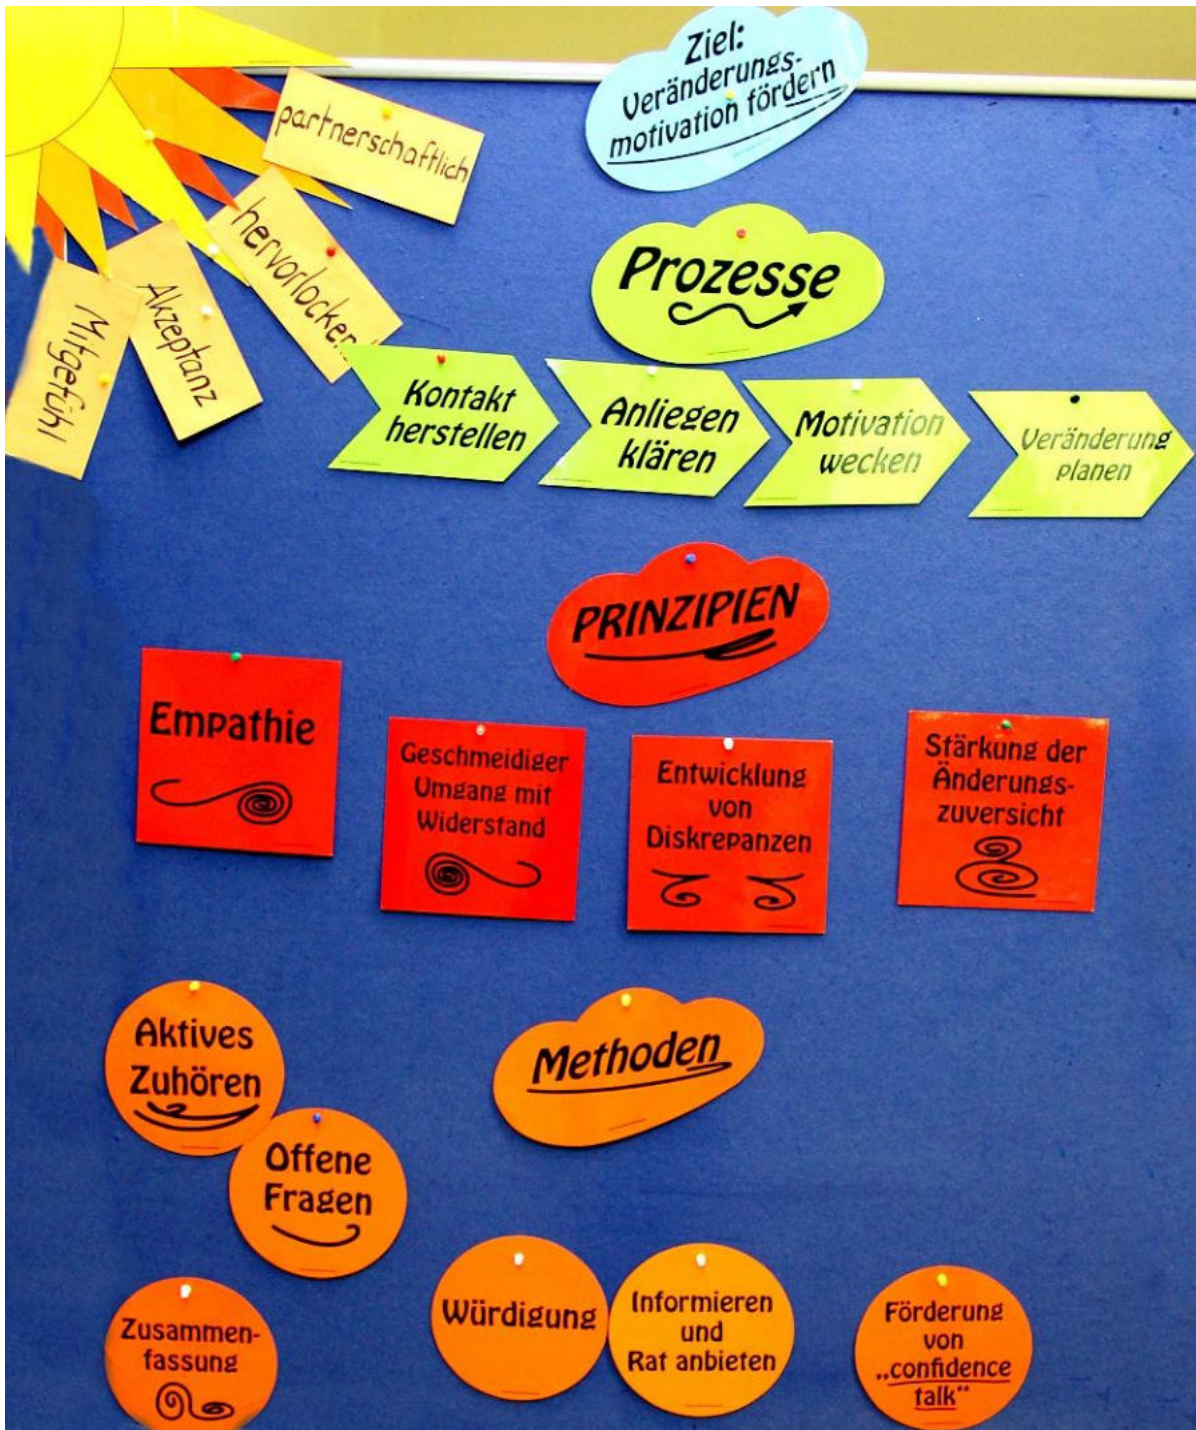 Ziel:
Veränderungs-
motivation fördern
partnerschaftlich
hervorlocken
Akzeptanz
Mitgefühl
Prozesse
Kontakt
herstellen
Anliegen
klären
Motivation
wecken
Veränderung
planen
PRINZIPIEN
Empathie
Geschmeidiger
Umgang mit
Widerstand
Entwicklung
von
Diskrepanzen
Stärkung der
Änderungs-
zuversicht
Methoden
Aktives
Zuhören
Offene
Fragen
Zusammen-
fassung
Würdigung
Informieren
und
Rat anbieten
Förderung
von
„confidence
talk“